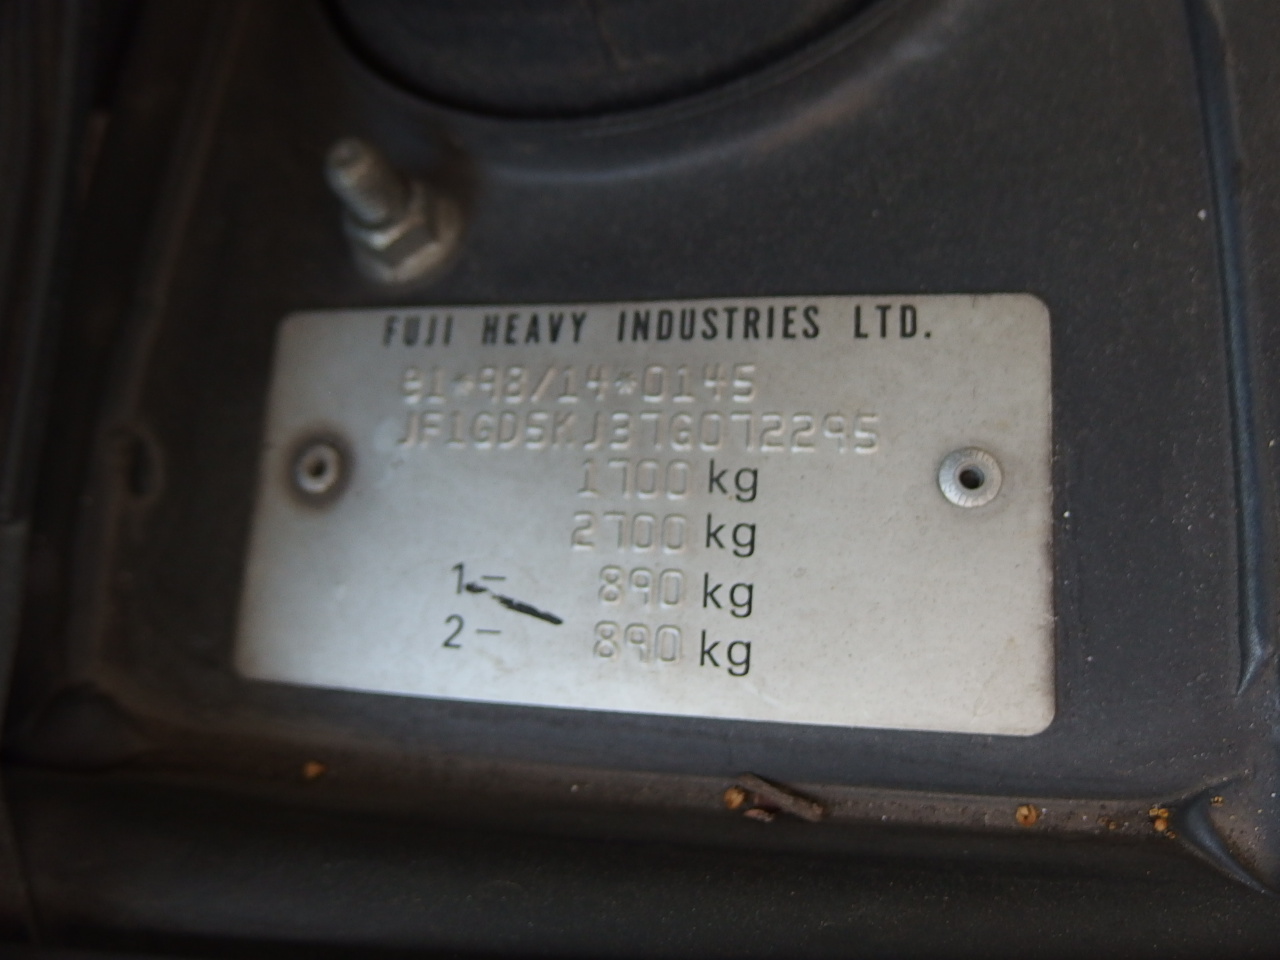 FUJI HEAVY INDUSTRIES LTD.
e1*98/14*0145
JF1GD5KJ37G072295
1700 kg
2700 kg
1- 890 kg
2- 890 kg